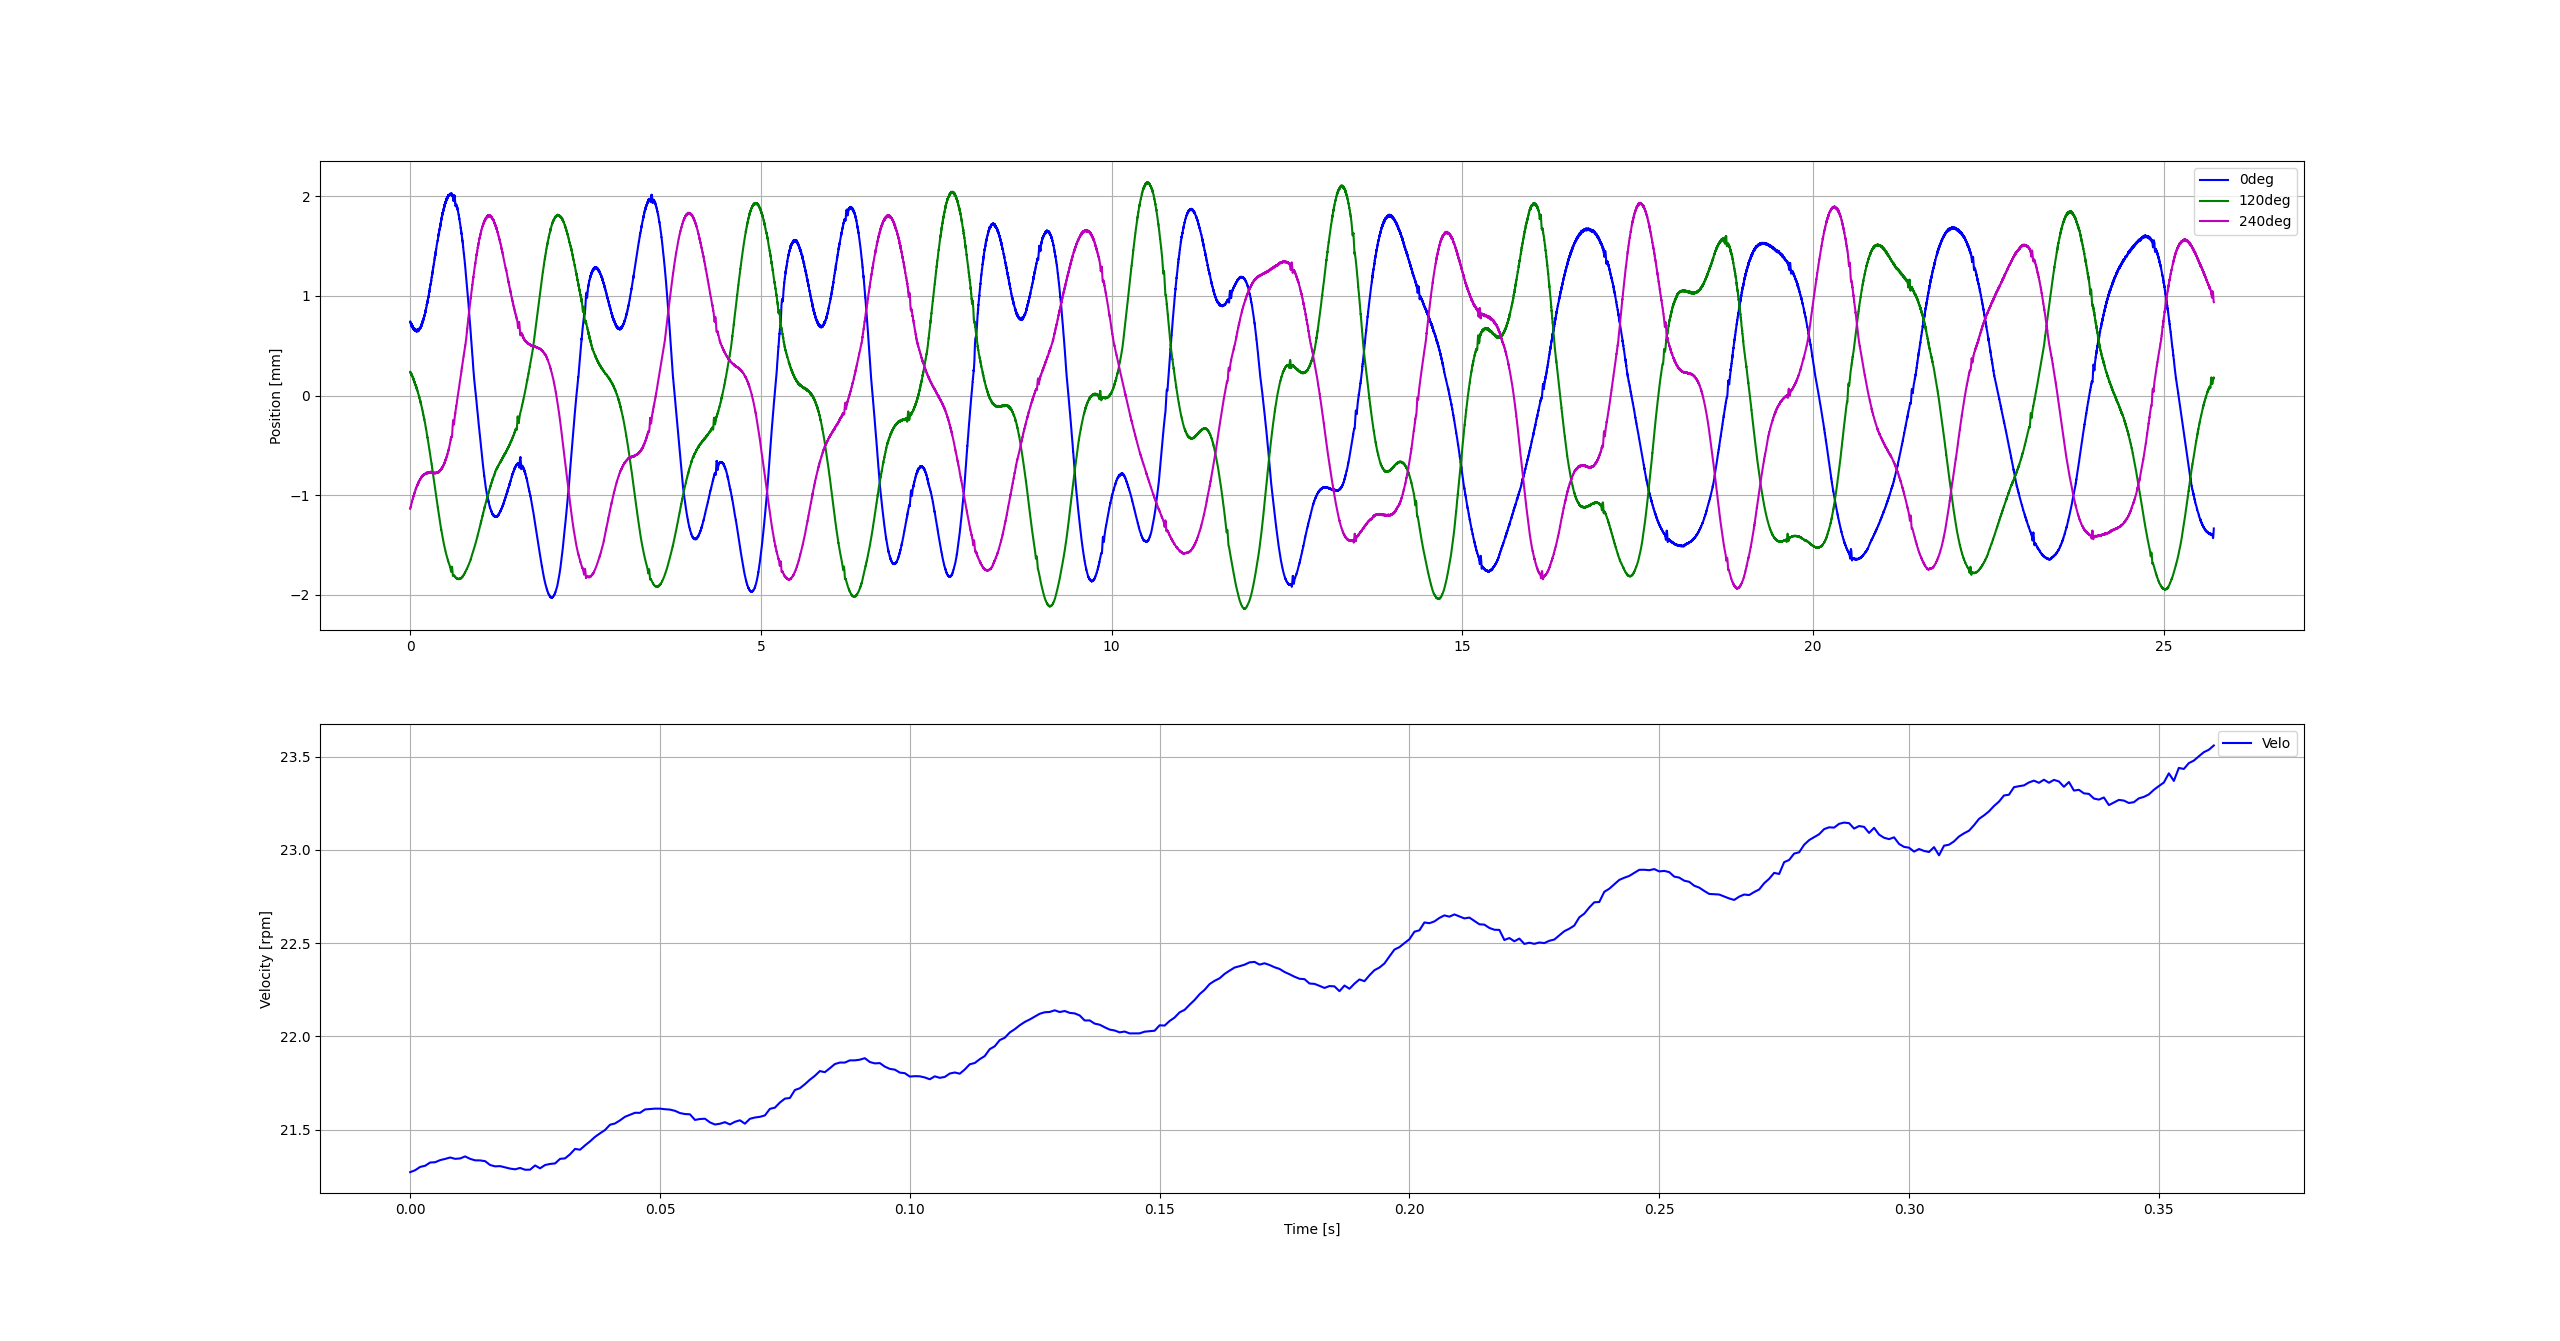 2
1
0
−1
−2
Position [mm]
0deg
120deg
240deg
0 5 10 15 20 25
23.5
23.0
22.5
22.0
21.5
Velocity [rpm]
Velo
0.00 0.05 0.10 0.15 0.20 0.25 0.30 0.35
Time [s]